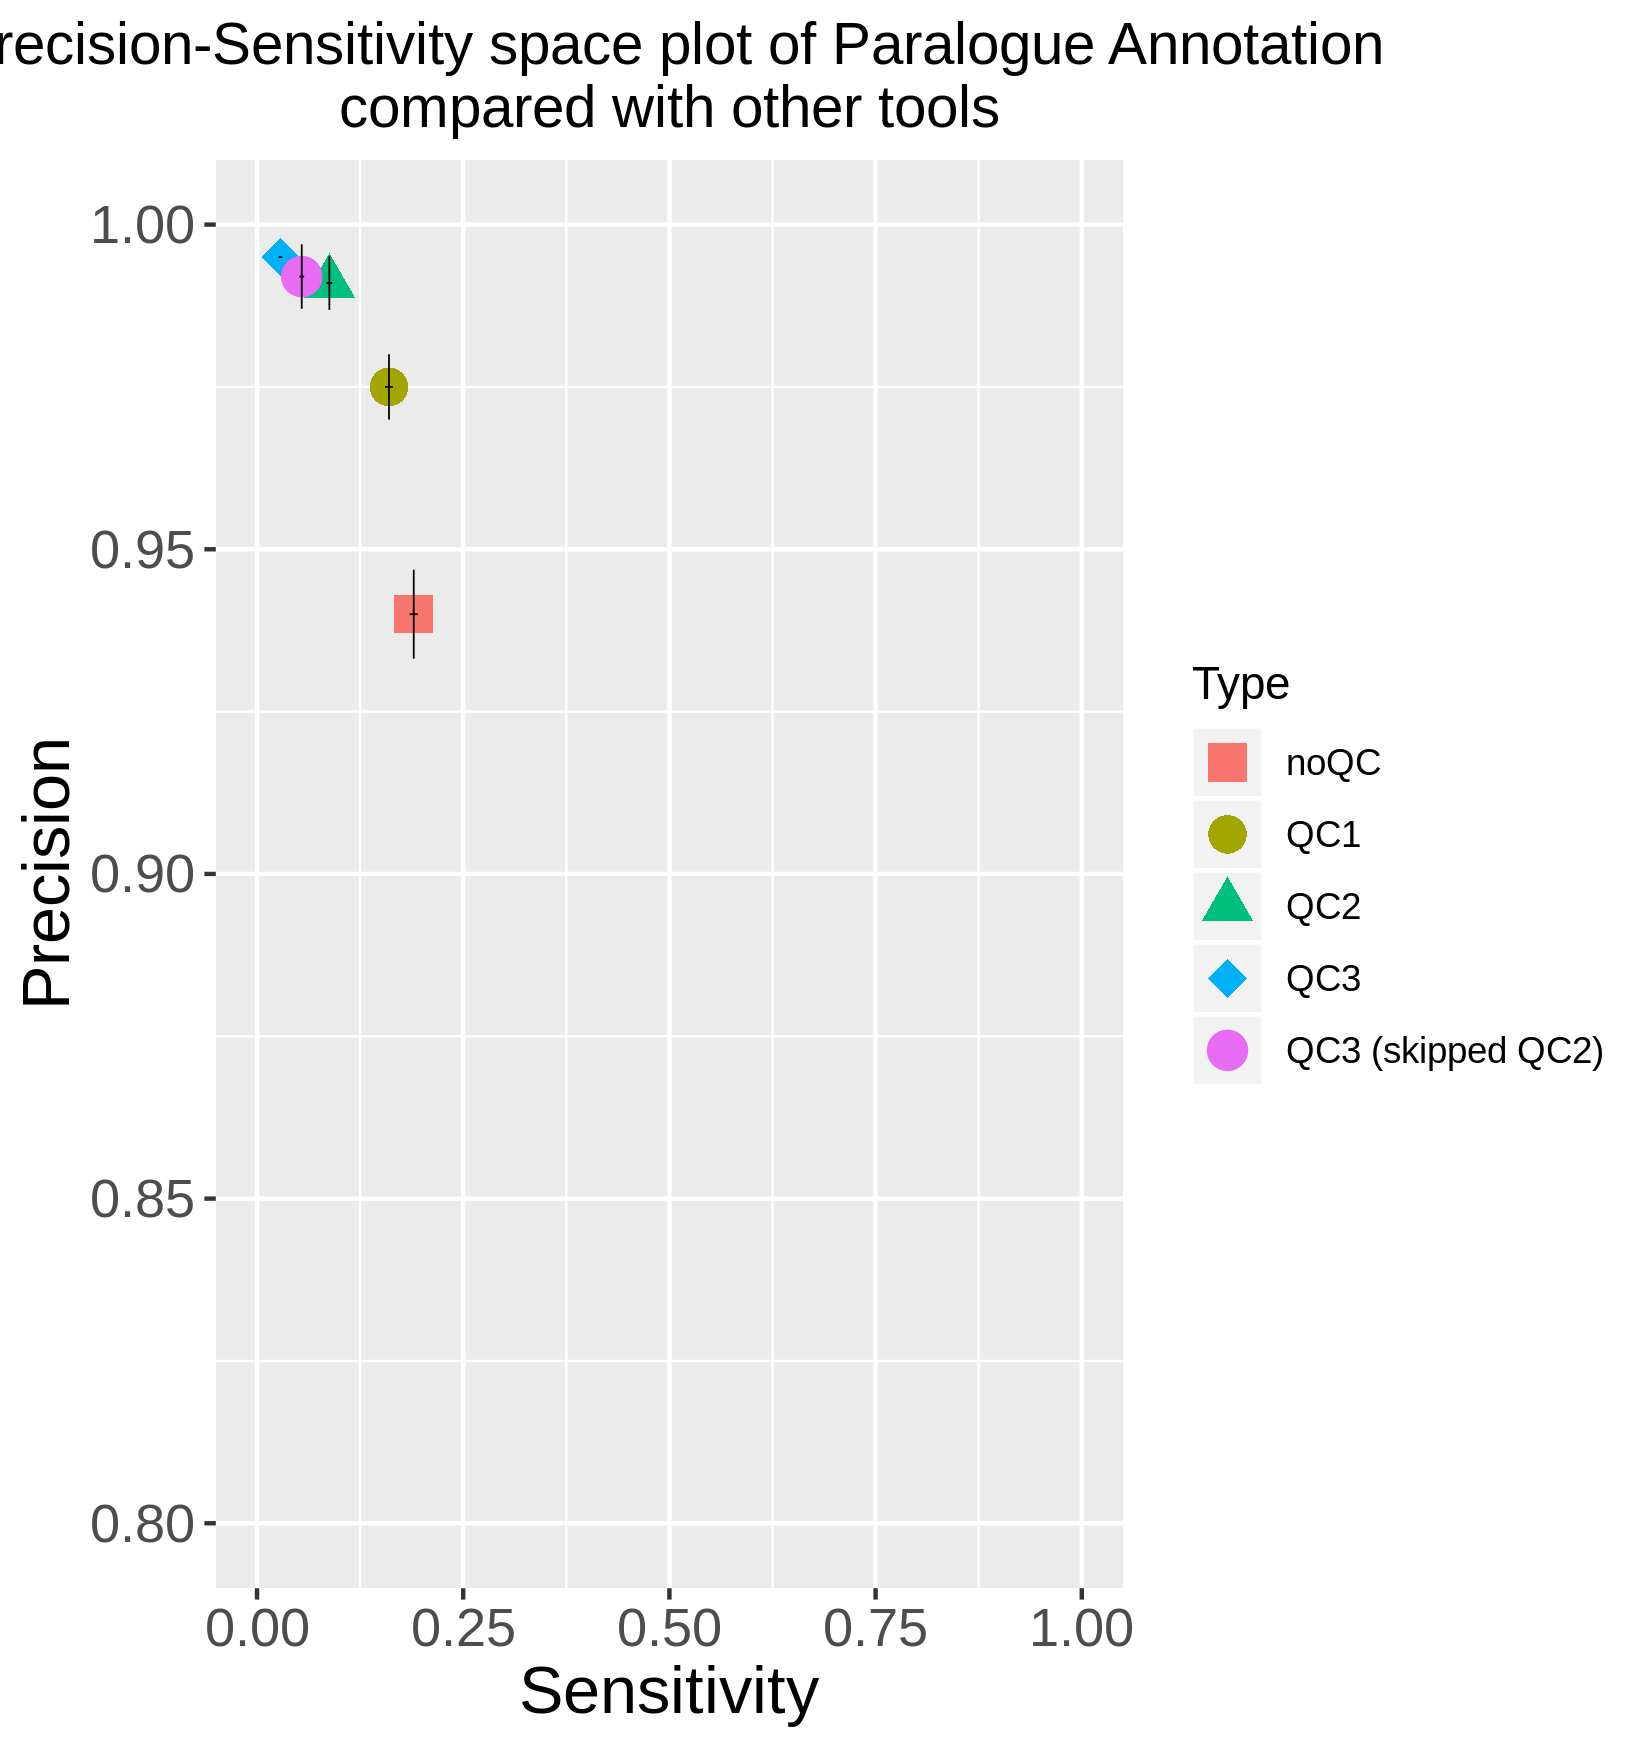 recision-Sensitivity space plot of Paralogue Annotation
compared with other tools
1.00
0.95
0.90
0.85
0.80
Precision
0.00 0.25 0.50 0.75 1.00
Sensitivity
Type
noQC
QC1
QC2
QC3
QC3 (skipped QC2)